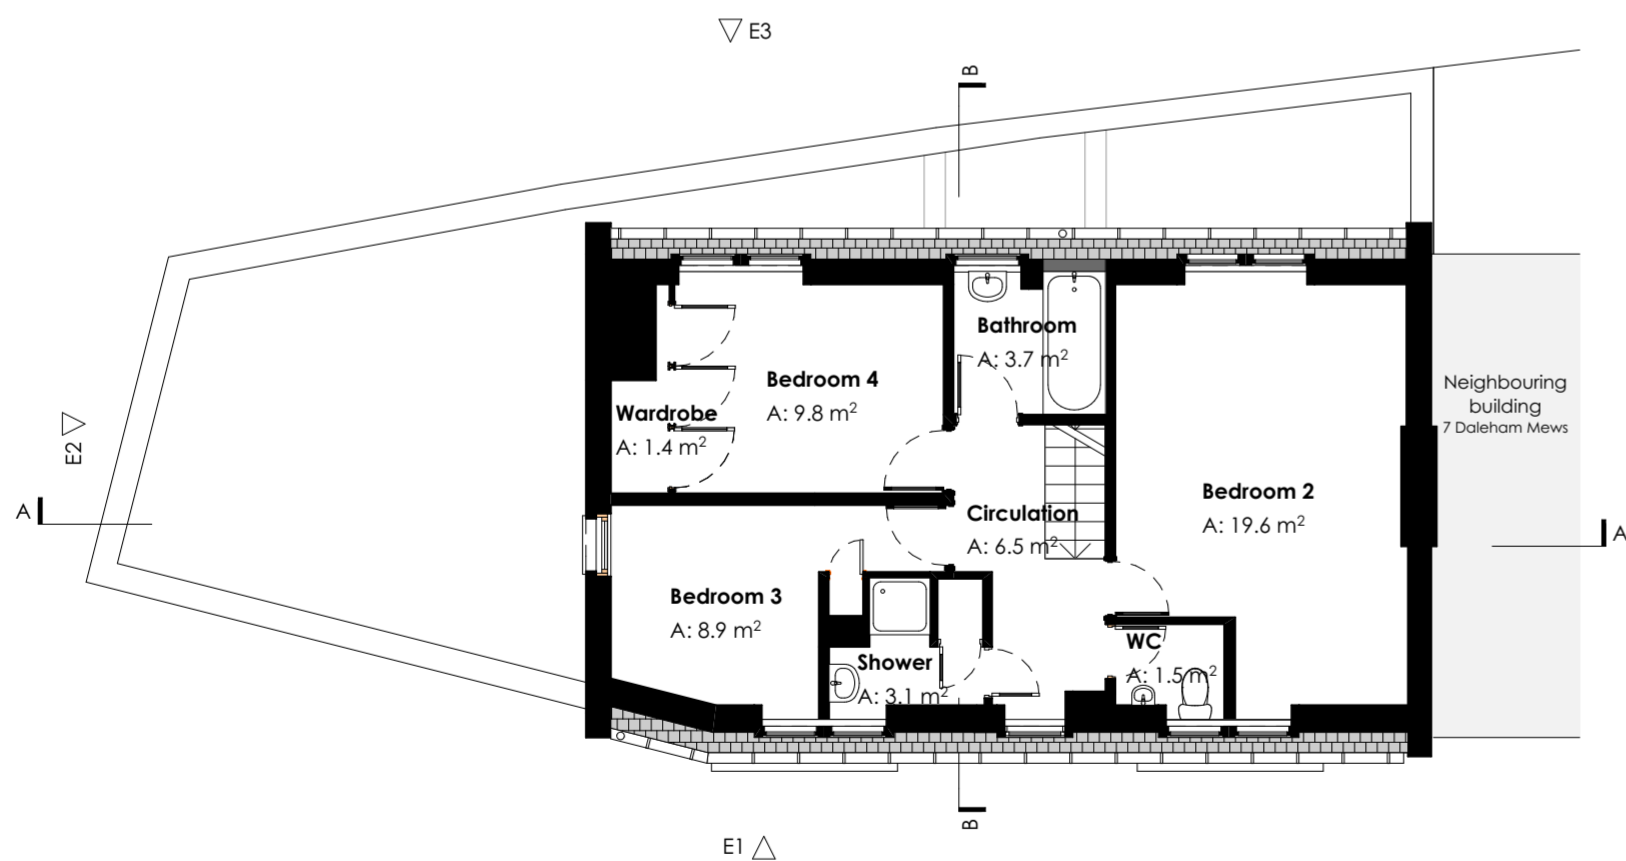 E3
B
Bathroom
A: 3.7 m²
Bedroom 4
A: 9.8 m²
Wardrobe
A: 1.4 m²
Neighbouring
building
7 Daleham Mews
E2
A
Bedroom 2
A: 19.6 m²
Circulation
A: 6.5 m²
A
Bedroom 3
A: 8.9 m²
WC
A: 1.5 m²
Shower
A: 3.1 m²
B
E1